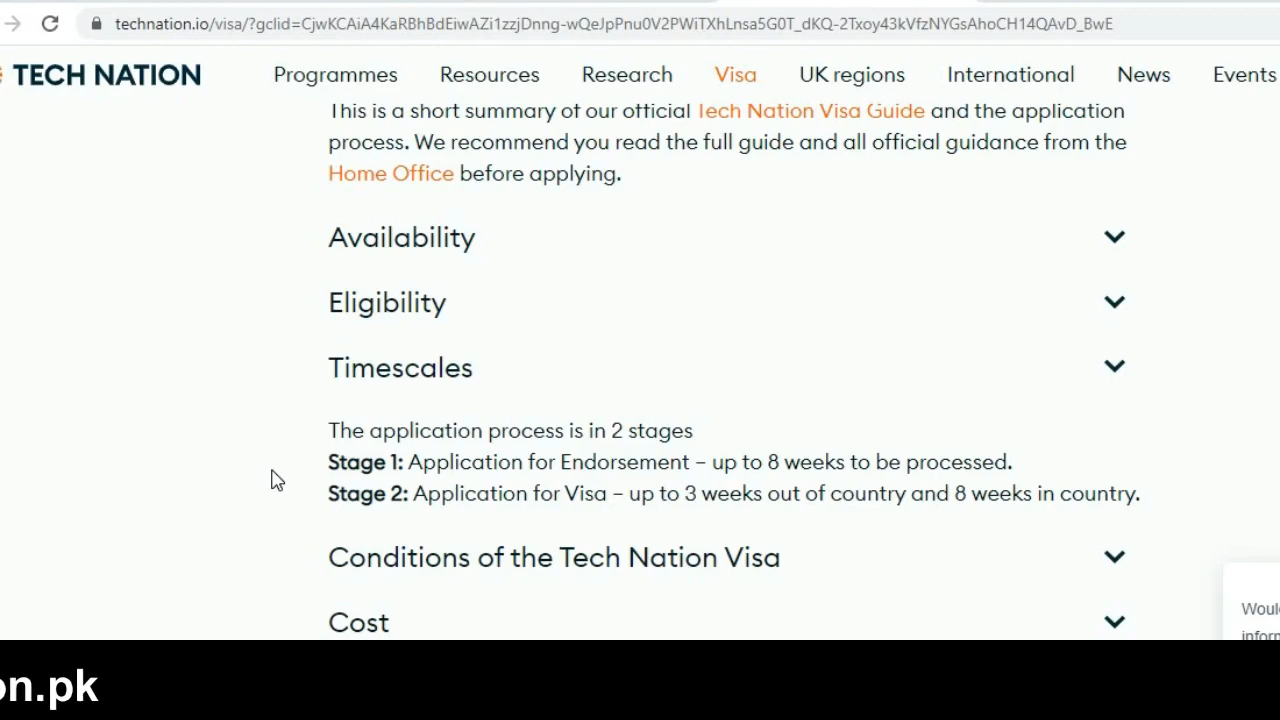 technation.io/visa/?gclid=CjwKCAiA4KaRBhBdEiwAZi1zzjDnng-wQeJpPnu0V2PWiTXhLnsa5G0T_dKQ-2Txoy43kVfzNYGsAhoCH14QAvD_BwE
TECH NATION Programmes Resources Research Visa UK regions International News Events
This is a short summary of our official Tech Nation Visa Guide and the application
process. We recommend you read the full guide and all official guidance from the
Home Office before applying.
Availability
Eligibility
Timescales
The application process is in 2 stages
Stage 1: Application for Endorsement – up to 8 weeks to be processed.
Stage 2: Application for Visa – up to 3 weeks out of country and 8 weeks in country.
Conditions of the Tech Nation Visa
Cost
on.pk